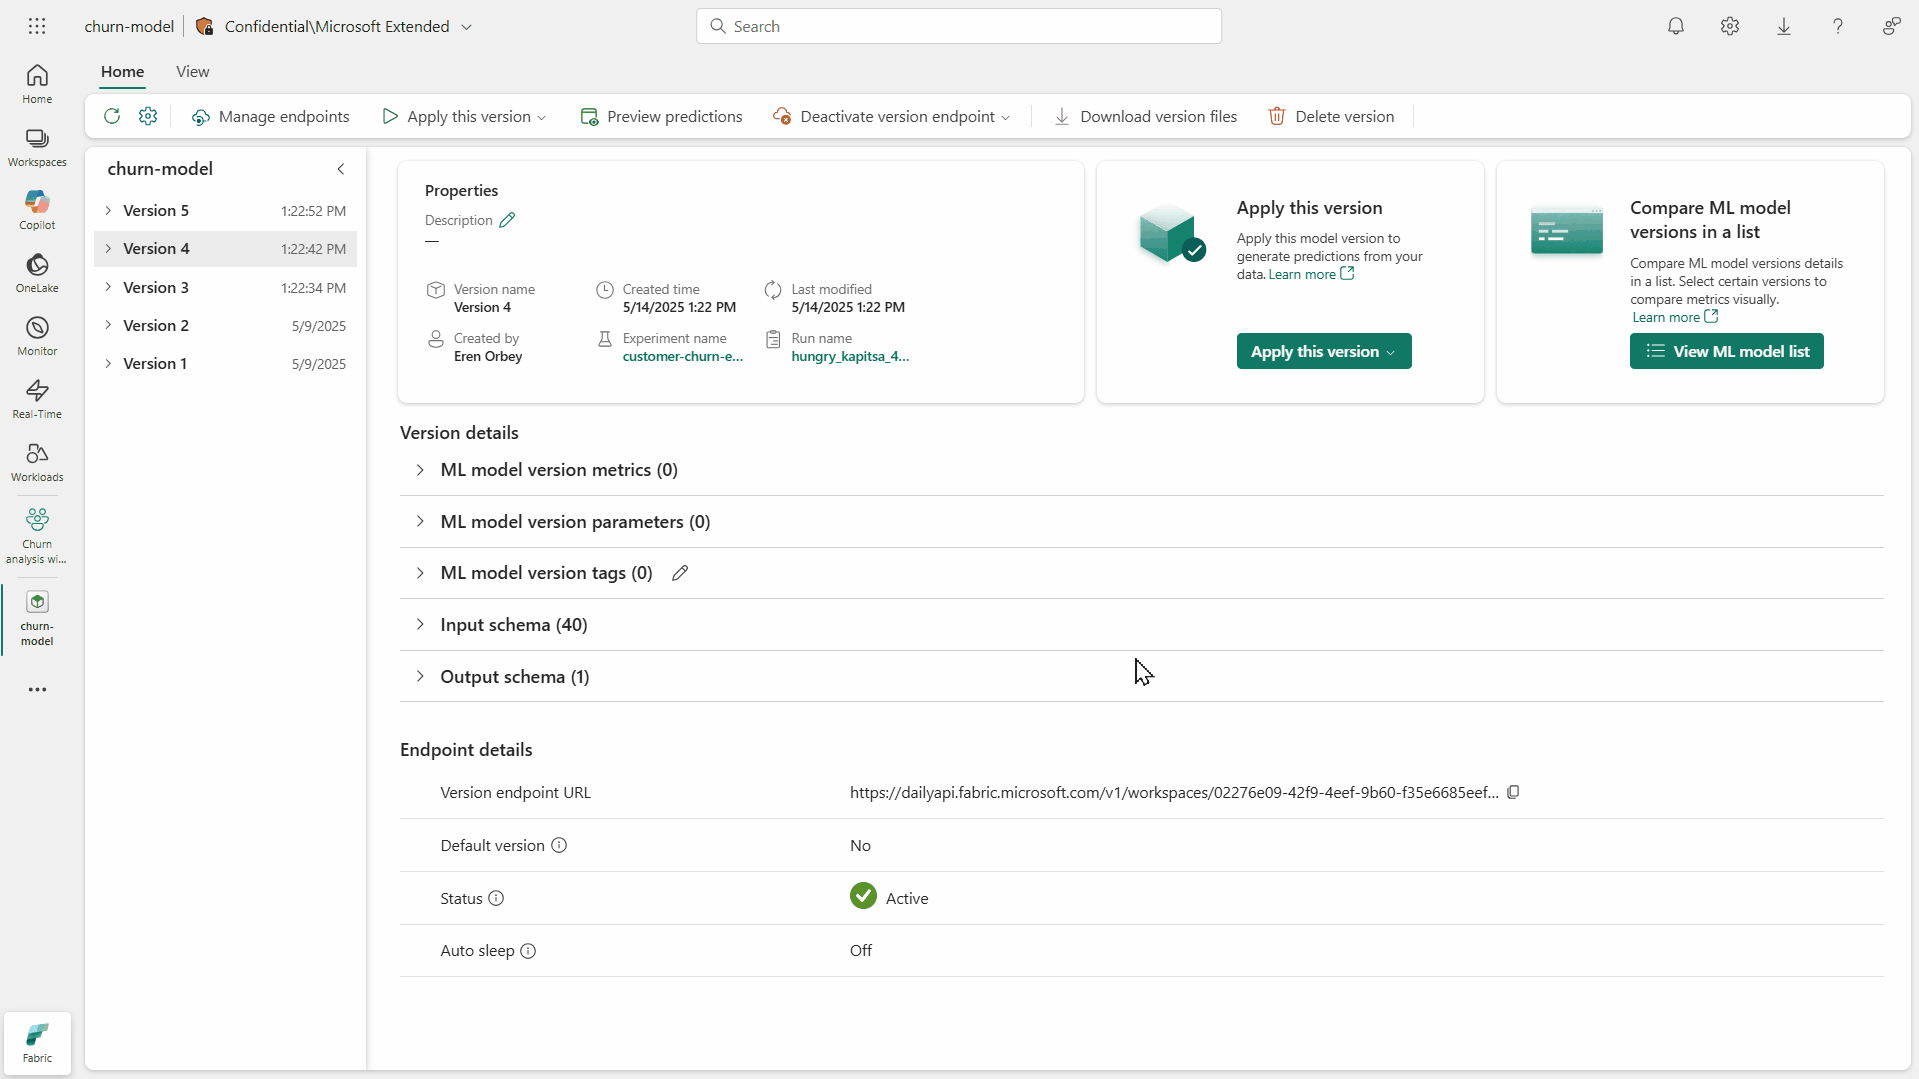 churn-model
Confidential\Microsoft Extended
Search
Home
View
Manage endpoints
Apply this version
Preview predictions
Deactivate version endpoint
Download version files
Delete version
Home
Workspaces
Copilot
OneLake
Monitor
Real-Time
Workloads
Churn
analysis wi...
churn-
model
Fabric
churn-model
Version 5 1:22:52 PM
Version 4 1:22:42 PM
Version 3 1:22:34 PM
Version 2 5/9/2025
Version 1 5/9/2025
Properties
Description
—
Version name
Version 4
Created time
5/14/2025 1:22 PM
Last modified
5/14/2025 1:22 PM
Created by
Eren Orbey
Experiment name
customer-churn-e...
Run name
hungry_kapitsa_4...
Apply this version
Apply this model version to
generate predictions from your
data. Learn more
Apply this version
Compare ML model
versions in a list
Compare ML model versions details
in a list. Select certain versions to
compare metrics visually.
Learn more
View ML model list
Version details
ML model version metrics (0)
ML model version parameters (0)
ML model version tags (0)
Input schema (40)
Output schema (1)
Endpoint details
Version endpoint URL https://dailyapi.fabric.microsoft.com/v1/workspaces/02276e09-42f9-4eef-9b60-f35e6685eef...
Default version No
Status Active
Auto sleep Off